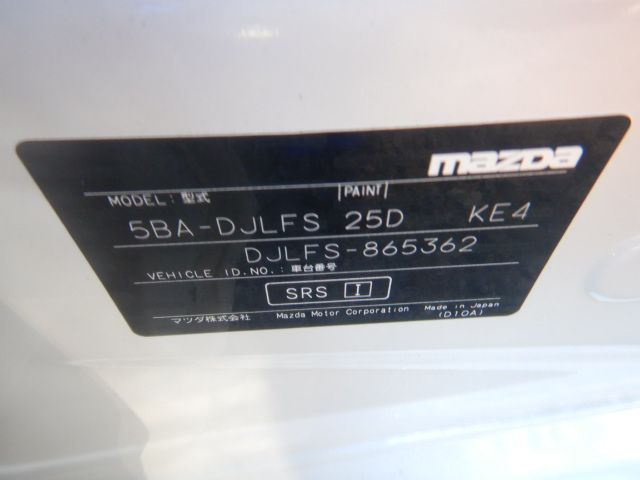 mazda
MODEL: 型式 PAINT
5BA-DJLFS 25D KE4
DJLFS-865362
VEHICLE ID.NO.: 車台番号
SRS I
マツダ株式会社 Mazda Motor Corporation Made in Japan
(D10A)